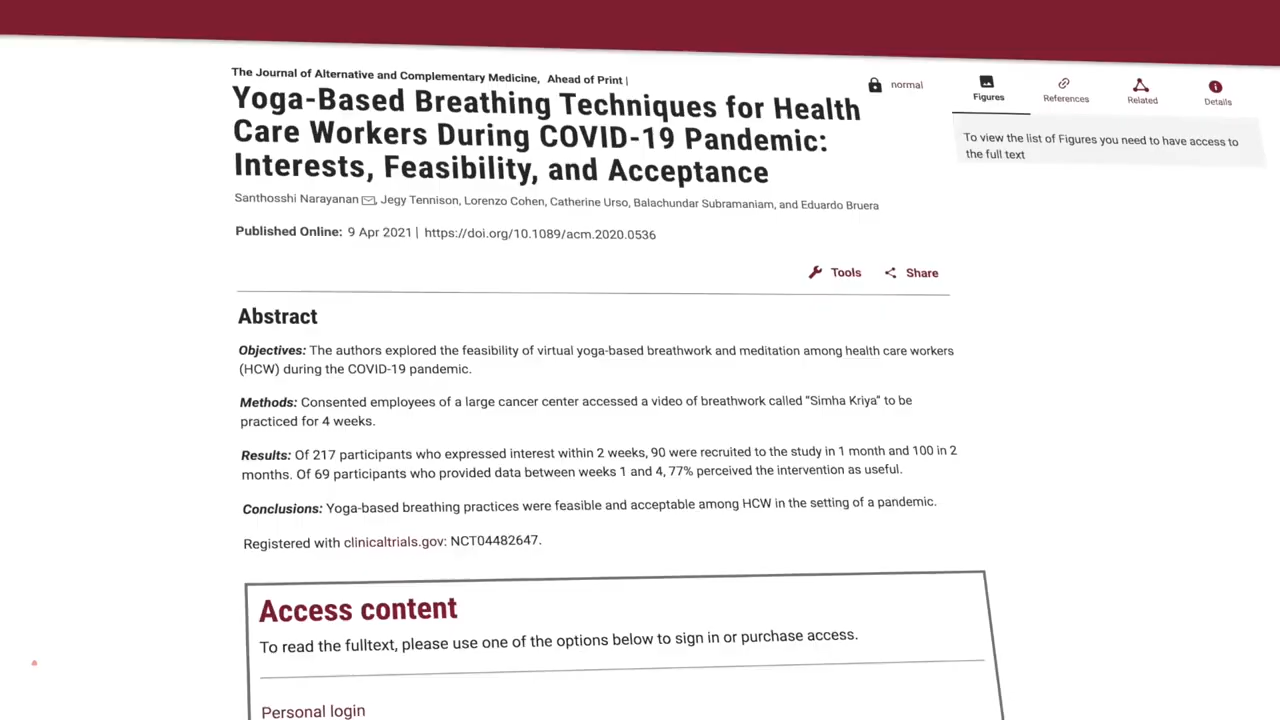 The Journal of Alternative and Complementary Medicine, Ahead of Print |
normal
Yoga-Based Breathing Techniques for Health
Care Workers During COVID-19 Pandemic:
Interests, Feasibility, and Acceptance
Santhosshi Narayanan, Jegy Tennison, Lorenzo Cohen, Catherine Urso, Balachundar Subramaniam, and Eduardo Bruera
Published Online: 9 Apr 2021 | https://doi.org/10.1089/acm.2020.0536
Tools Share
Figures References Related Details
To view the list of Figures you need to have access to
the full text
Abstract
Objectives: The authors explored the feasibility of virtual yoga-based breathwork and meditation among health care workers
(HCW) during the COVID-19 pandemic.
Methods: Consented employees of a large cancer center accessed a video of breathwork called “Simha Kriya” to be
practiced for 4 weeks.
Results: Of 217 participants who expressed interest within 2 weeks, 90 were recruited to the study in 1 month and 100 in 2
months. Of 69 participants who provided data between weeks 1 and 4, 77% perceived the intervention as useful.
Conclusions: Yoga-based breathing practices were feasible and acceptable among HCW in the setting of a pandemic.
Registered with clinicaltrials.gov: NCT04482647.
Access content
To read the fulltext, please use one of the options below to sign in or purchase access.
Personal login